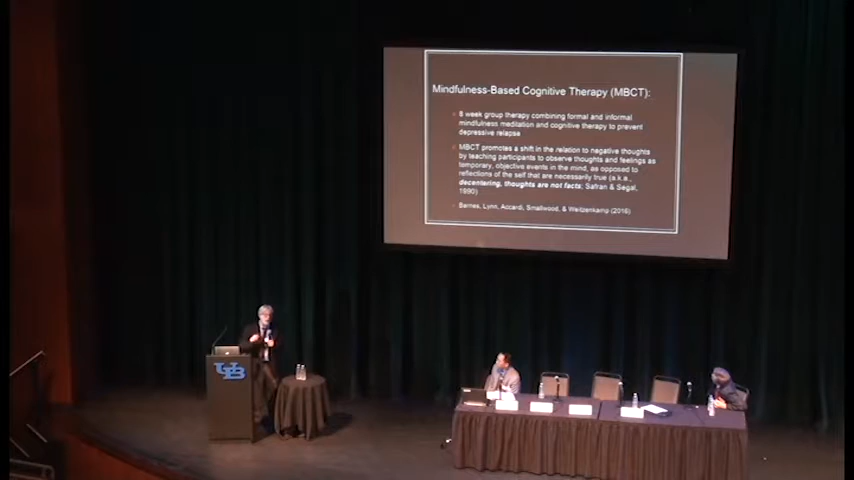 Mindfulness-Based Cognitive Therapy (MBCT):
8 week group therapy combining formal and informal
mindfulness meditation and cognitive therapy to prevent
depressive relapse
MBCT promotes a shift in the relation to negative thoughts
by teaching participants to observe thoughts and feelings as
temporary, objective events in the mind, as opposed to
reflections of the self that are necessarily true (a.k.a.,
decentering, thoughts are not facts; Safran & Segal,
1990)
Barnes, Lynn, Accardi, Smallwood, & Weitzenkamp (2016)
UB